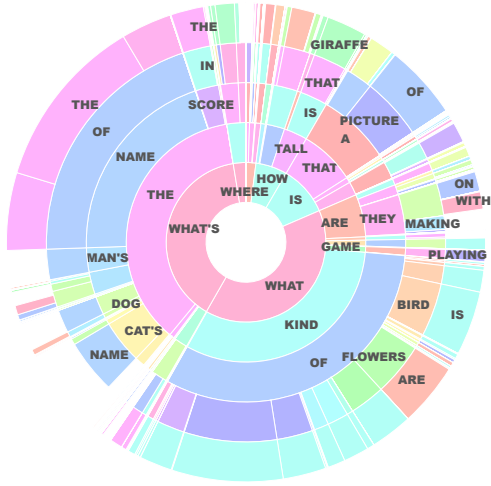 THE
GIRAFFE
IN
THAT
OF
THE
SCORE
IS
PICTURE
OF
A
NAME
TALL
THAT
ON
THE
WHERE
HOW
IS
WITH
WHAT'S
ARE
THEY
MAKING
GAME
MAN'S
PLAYING
WHAT
DOG
BIRD
CAT'S
KIND
IS
NAME
OF
FLOWERS
ARE